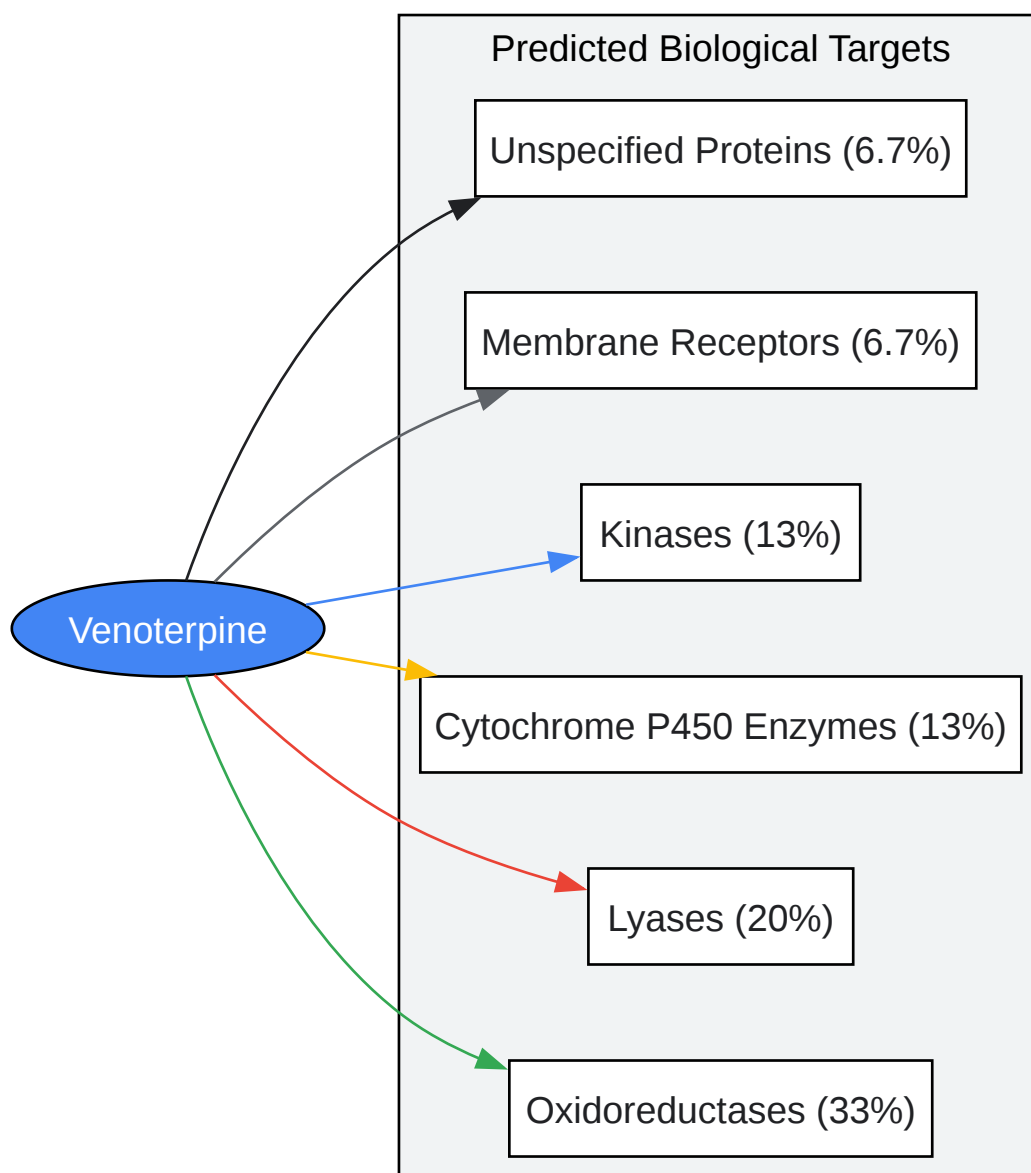 Predicted Biological Targets
Unspecified Proteins (6.7%)
Membrane Receptors (6.7%)
Kinases (13%)
Venoterpine
Cytochrome P450 Enzymes (13%)
Lyases (20%)
Oxidoreductases (33%)